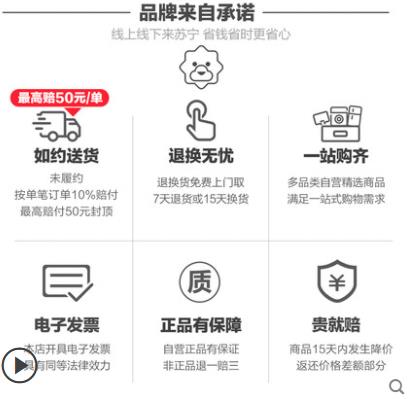 品牌来自承诺
线上线下来苏宁 省钱省时更省心
最高赔50元/单
如约送货
未履约
按单笔订单10%赔付
最高赔付50元封顶
退换无忧
退换货免费上门取
7天退货或15天换货
一站购齐
多品类自营精选商品
满足一站式购物需求
电子发票
本店开具电子发票
具有同等法律效力
质
正品有保障
自营正品有保证
非正品退一赔三
¥
贵就赔
商品15天内发生降价
返还价格差额部分